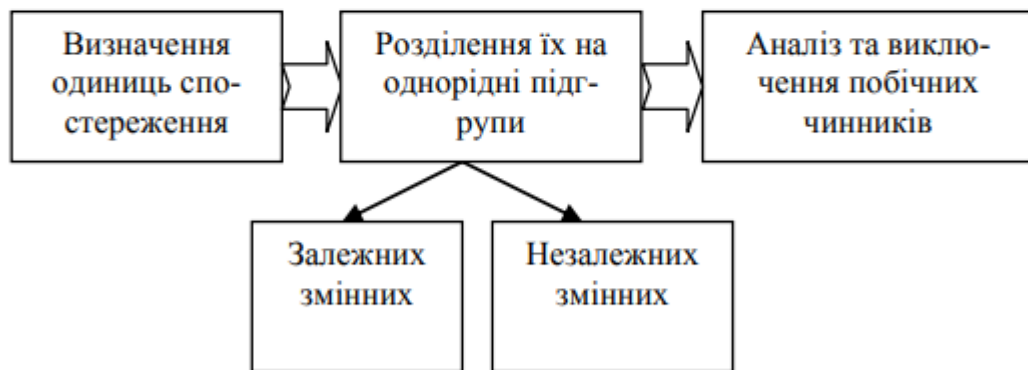 Визначення
одиниць спо-
стереження
Розділення їх на
однорідні підг-
рупи
Аналіз та виклю-
чення побічних
чинників
Залежних
змінних
Незалежних
змінних